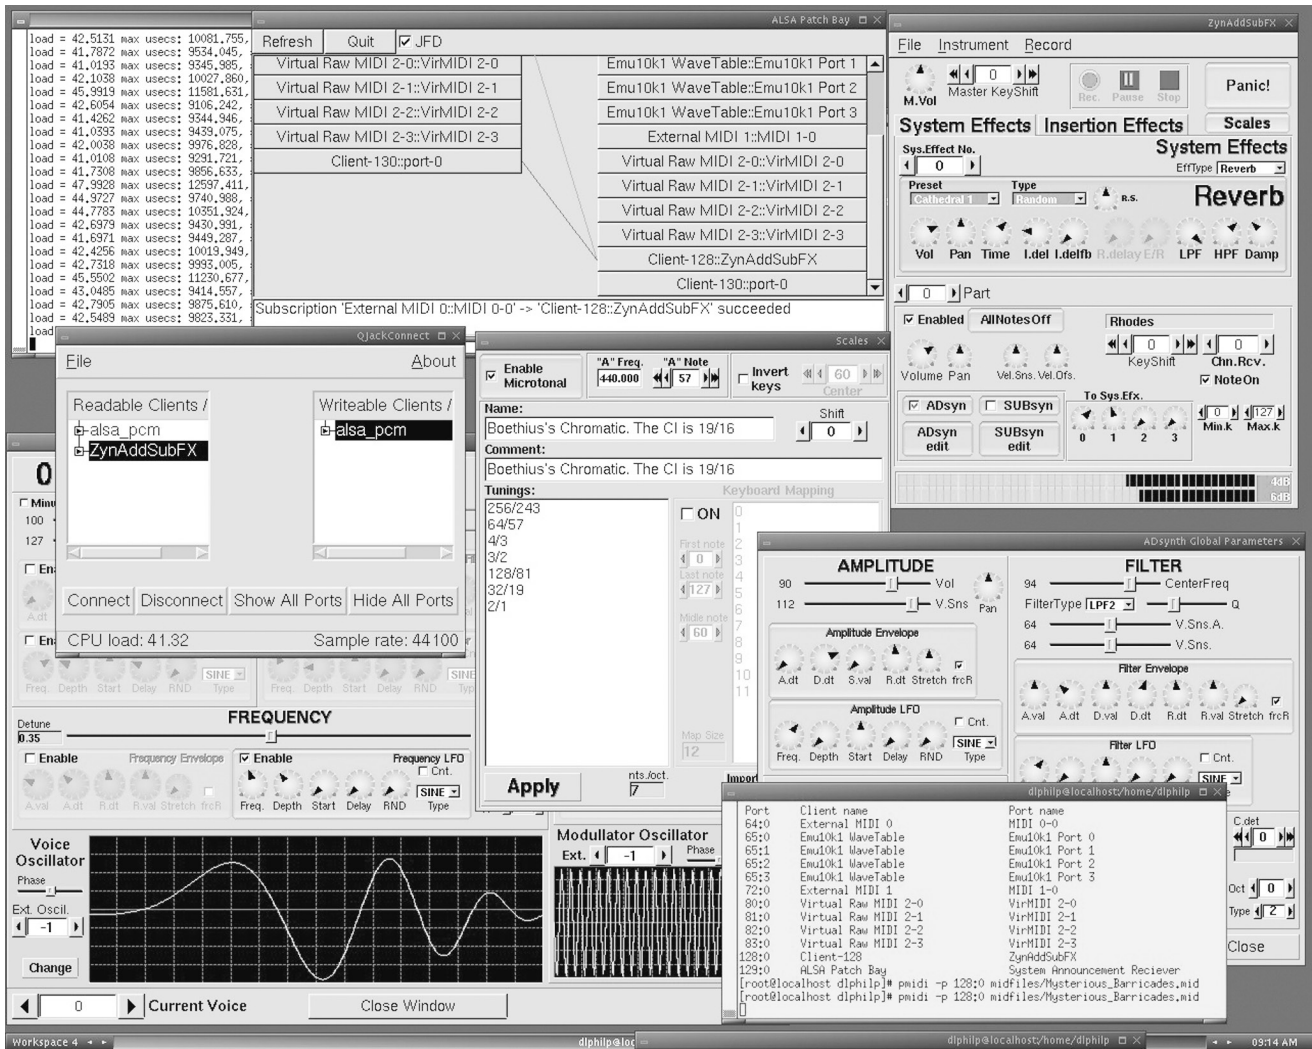 load = 42.5131 max usecs: 10081.755,
load = 41.7872 max usecs: 9534.045,
load = 41.0193 max usecs: 9345.985,
load = 42.1038 max usecs: 10027.860,
load = 45.9919 max usecs: 11581.631,
load = 42.6054 max usecs: 9106.242,
load = 41.4262 max usecs: 9344.946,
load = 41.0393 max usecs: 9439.075,
load = 42.0038 max usecs: 9976.828,
load = 41.0108 max usecs: 9291.721,
load = 41.7308 max usecs: 9856.633,
load = 47.9928 max usecs: 12597.411,
load = 44.9727 max usecs: 9740.988,
load = 44.7783 max usecs: 10351.924,
load = 42.6979 max usecs: 9430.991,
load = 41.6971 max usecs: 9449.287,
load = 42.4256 max usecs: 10019.949,
load = 42.7318 max usecs: 9993.005,
load = 45.5502 max usecs: 11230.677,
load = 43.0485 max usecs: 9414.557,
load = 42.7905 max usecs: 9875.610,
load = 42.5489 max usecs: 9823.331,
load
ALSA Patch Bay
Refresh Quit JFD
Virtual Raw MIDI 2-0::VirMIDI 2-0
Virtual Raw MIDI 2-1::VirMIDI 2-1
Virtual Raw MIDI 2-2::VirMIDI 2-2
Virtual Raw MIDI 2-3::VirMIDI 2-3
Client-130::port-0
Emu10k1 WaveTable::Emu10k1 Port 1
Emu10k1 WaveTable::Emu10k1 Port 2
Emu10k1 WaveTable::Emu10k1 Port 3
External MIDI 1::MIDI 1-0
Virtual Raw MIDI 2-0::VirMIDI 2-0
Virtual Raw MIDI 2-1::VirMIDI 2-1
Virtual Raw MIDI 2-2::VirMIDI 2-2
Virtual Raw MIDI 2-3::VirMIDI 2-3
Client-128::ZynAddSubFX
Client-130::port-0
Subscription 'External MIDI 0::MIDI 0-0' -> 'Client-128::ZynAddSubFX' succeeded
ZynAddSubFX
File Instrument Record
M.Vol
0
Master KeyShift
Rec. Pause Stop
Panic!
System Effects Insertion Effects Scales
Sys.Effect No. System Effects
0 EffType Reverb
Preset Type
Cathedral 1 Random R.S. Reverb
Vol Pan Time I.del I.delfb R.delay E/R LPF HPF Damp
0 Part
Enabled AllNotesOff Rhodes
0 0
KeyShift Chn.Rcv.
Volume Pan Vel.Sns. Vel.Ofs.
NoteOn
ADsyn SUBsyn To Sys.Efx.
ADsyn edit SUBsyn edit
0 1 2 3
0 127
Min.k Max.k
4dB
6dB
QJackConnect
File About
Readable Clients /
alsa_pcm
ZynAddSubFX
Writeable Clients /
alsa_pcm
Connect Disconnect Show All Ports Hide All Ports
CPU load: 41.32 Sample rate: 44100
Scales
Enable Microtonal
"A" Freq. "A" Note
440.000 57
Invert keys
60
Center
Name:
Boethius's Chromatic. The CI is 19/16
Shift
0
Comment:
Boethius's Chromatic. The CI is 19/16
Tunings: Keyboard Mapping
256/243
64/57
4/3
3/2
128/81
32/19
2/1
ON
First note
0
Last note
127
Midle note
60
Map Size
12
0
1
2
3
4
5
6
7
8
9
10
11
Apply
nts./oct.
7
Import
0
Minu
100
127
Ena
A.dt
Ena
Freq. Depth Start Delay RND Type
SINE
Freq. Depth Start Delay RND Type
SINE
Detune
0.35
FREQUENCY
Enable Frequency Envelope
A.val A.dt R.dt R.val Stretch frcR
Enable Frequency LFO
Cnt.
SINE
Freq. Depth Start Delay RND Type
Voice Oscillator
Phase
Ext. Oscil.
-1
Change
Modullator Oscillator
Ext. -1 Phase
0 Current Voice Close Window
ADsynth Global Parameters
AMPLITUDE
90 Vol
112 V.Sns
Pan
Amplitude Envelope
A.dt D.dt S.val R.dt Stretch frcR
Amplitude LFO
Cnt.
SINE
Freq. Depth Start Delay RND Type
FILTER
94 CenterFreq
FilterType LPF2 Q
64 V.Sns.A.
64 V.Sns.
Filter Envelope
A.val A.dt D.val D.dt R.dt R.val Stretch frcR
Filter LFO
Cnt.
SINE
C.det
0
Oct 0
Type 2
Close
dlphilp@localhost:/home/dlphilp
Port Client name Port name
64:0 External MIDI 0 MIDI 0-0
65:0 Emu10k1 WaveTable Emu10k1 Port 0
65:1 Emu10k1 WaveTable Emu10k1 Port 1
65:2 Emu10k1 WaveTable Emu10k1 Port 2
65:3 Emu10k1 WaveTable Emu10k1 Port 3
72:0 External MIDI 1 MIDI 1-0
80:0 Virtual Raw MIDI 2-0 VirMIDI 2-0
81:0 Virtual Raw MIDI 2-1 VirMIDI 2-1
82:0 Virtual Raw MIDI 2-2 VirMIDI 2-2
83:0 Virtual Raw MIDI 2-3 VirMIDI 2-3
128:0 Client-128 ZynAddSubFX
129:0 ALSA Patch Bay System Announcement Reciever
[root@localhost dlphilp]# pmidi -p 128:0 midfiles/Mysterious_Barricades.mid
[root@localhost dlphilp]# pmidi -p 128:0 midfiles/Mysterious_Barricades.mid
Workspace 4 dlphilp@loc dlphilp@localhost:/home/dlphilp 09:14 AM